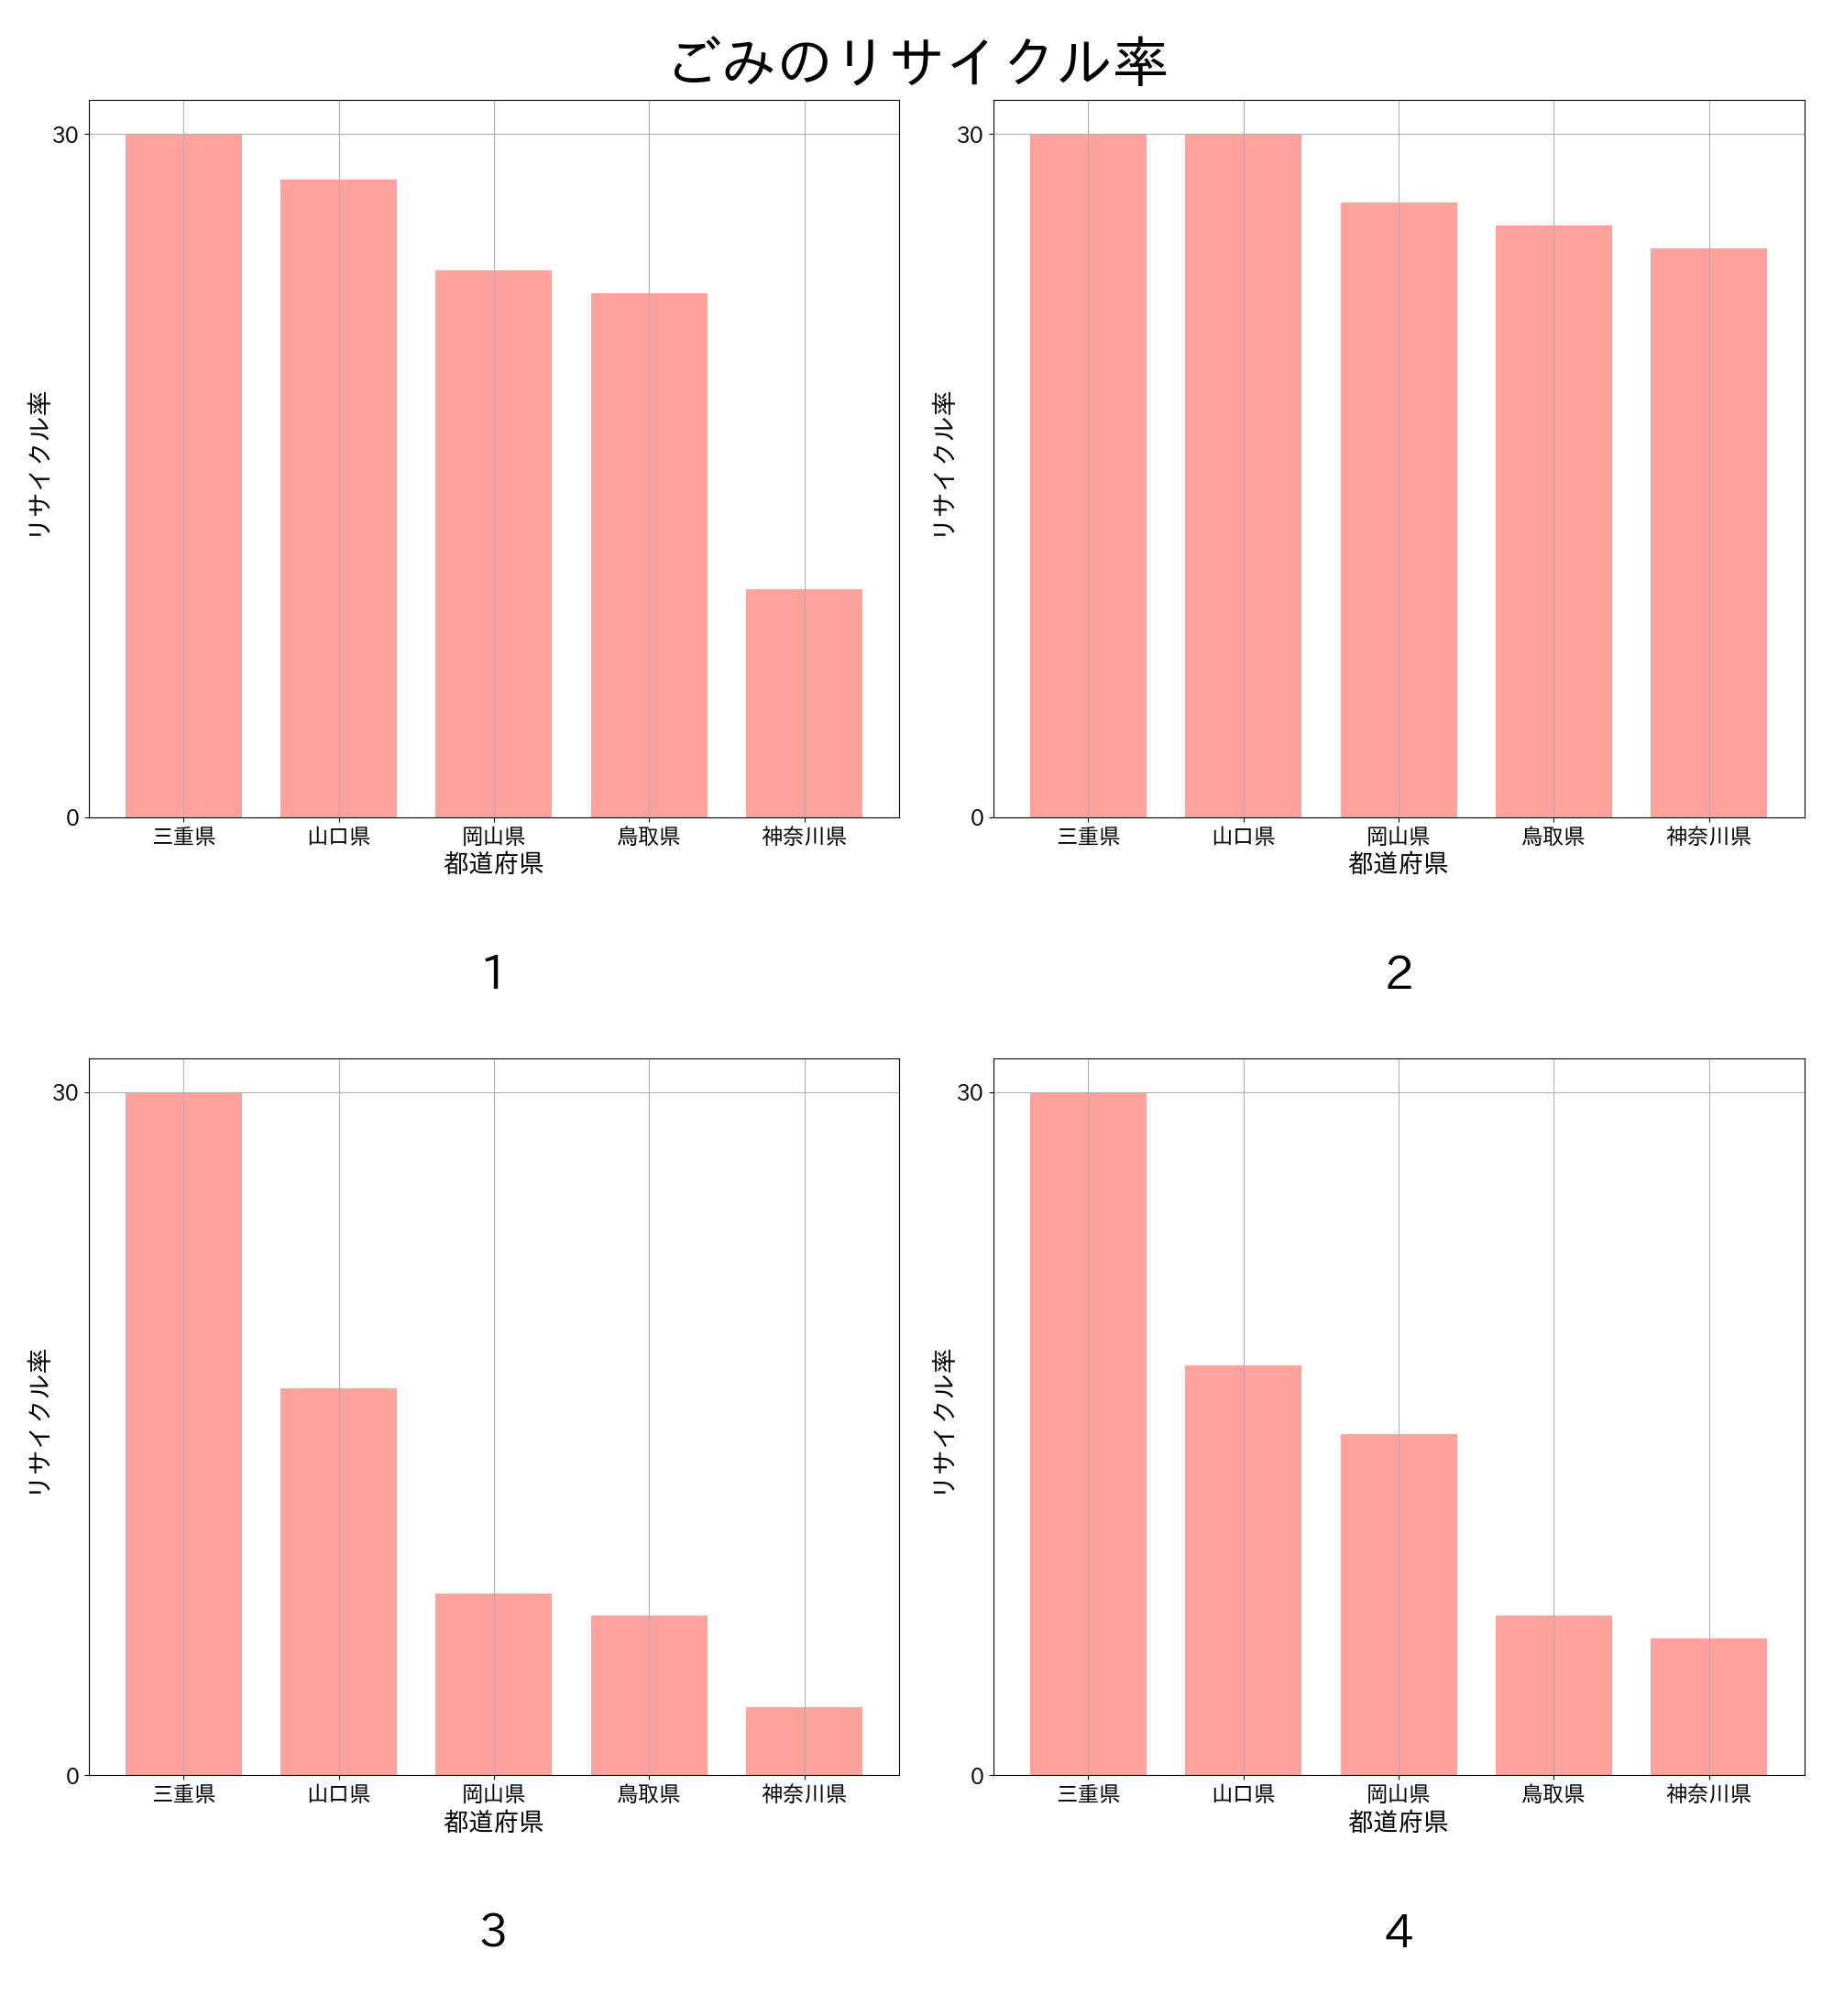 ごみのリサイクル率
30
0
リサイクル率
三重県 山口県 岡山県 鳥取県 神奈川県
都道府県
1
30
0
リサイクル率
三重県 山口県 岡山県 鳥取県 神奈川県
都道府県
2
30
0
リサイクル率
三重県 山口県 岡山県 鳥取県 神奈川県
都道府県
3
30
0
リサイクル率
三重県 山口県 岡山県 鳥取県 神奈川県
都道府県
4